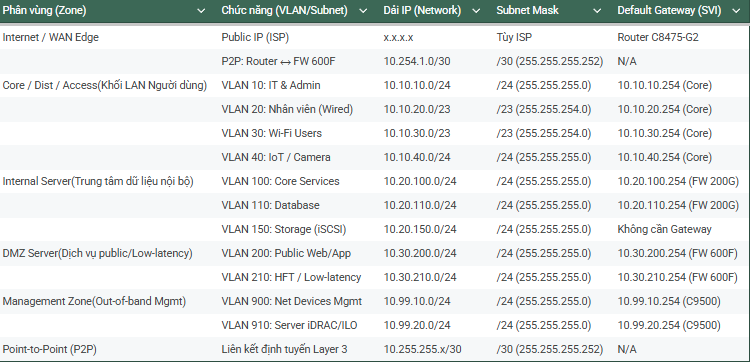 Phân vùng (Zone) Chức năng (VLAN/Subnet) Dải IP (Network) Subnet Mask Default Gateway (SVI)
Internet / WAN Edge Public IP (ISP) x.x.x.x Tùy ISP Router C8475-G2
P2P: Router ↔ FW 600F 10.254.1.0/30 /30 (255.255.255.252) N/A
Core / Dist / Access(Khối LAN Người dùng) VLAN 10: IT & Admin 10.10.10.0/24 /24 (255.255.255.0) 10.10.10.254 (Core)
VLAN 20: Nhân viên (Wired) 10.10.20.0/23 /23 (255.255.254.0) 10.10.20.254 (Core)
VLAN 30: Wi-Fi Users 10.10.30.0/23 /23 (255.255.254.0) 10.10.30.254 (Core)
VLAN 40: IoT / Camera 10.10.40.0/24 /24 (255.255.255.0) 10.10.40.254 (Core)
Internal Server(Trung tâm dữ liệu nội bộ) VLAN 100: Core Services 10.20.100.0/24 /24 (255.255.255.0) 10.20.100.254 (FW 200G)
VLAN 110: Database 10.20.110.0/24 /24 (255.255.255.0) 10.20.110.254 (FW 200G)
VLAN 150: Storage (iSCSI) 10.20.150.0/24 /24 (255.255.255.0) Không cần Gateway
DMZ Server(Dịch vụ public/Low-latency) VLAN 200: Public Web/App 10.30.200.0/24 /24 (255.255.255.0) 10.30.200.254 (FW 600F)
VLAN 210: HFT / Low-latency 10.30.210.0/24 /24 (255.255.255.0) 10.30.210.254 (FW 600F)
Management Zone(Out-of-band Mgmt) VLAN 900: Net Devices Mgmt 10.99.10.0/24 /24 (255.255.255.0) 10.99.10.254 (C9500)
VLAN 910: Server iDRAC/ILO 10.99.20.0/24 /24 (255.255.255.0) 10.99.20.254 (C9500)
Point-to-Point (P2P) Liên kết định tuyến Layer 3 10.255.255.x/30 /30 (255.255.255.252) N/A